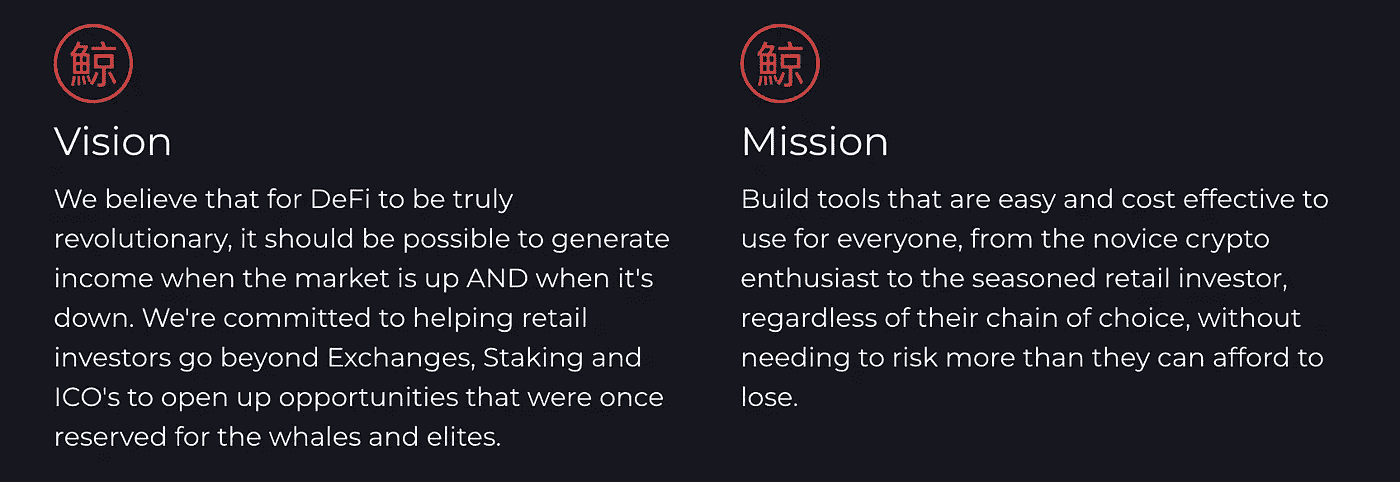 鯨
Vision
We believe that for DeFi to be truly
revolutionary, it should be possible to generate
income when the market is up AND when it's
down. We're committed to helping retail
investors go beyond Exchanges, Staking and
ICO's to open up opportunities that were once
reserved for the whales and elites.
鯨
Mission
Build tools that are easy and cost effective to
use for everyone, from the novice crypto
enthusiast to the seasoned retail investor,
regardless of their chain of choice, without
needing to risk more than they can afford to
lose.